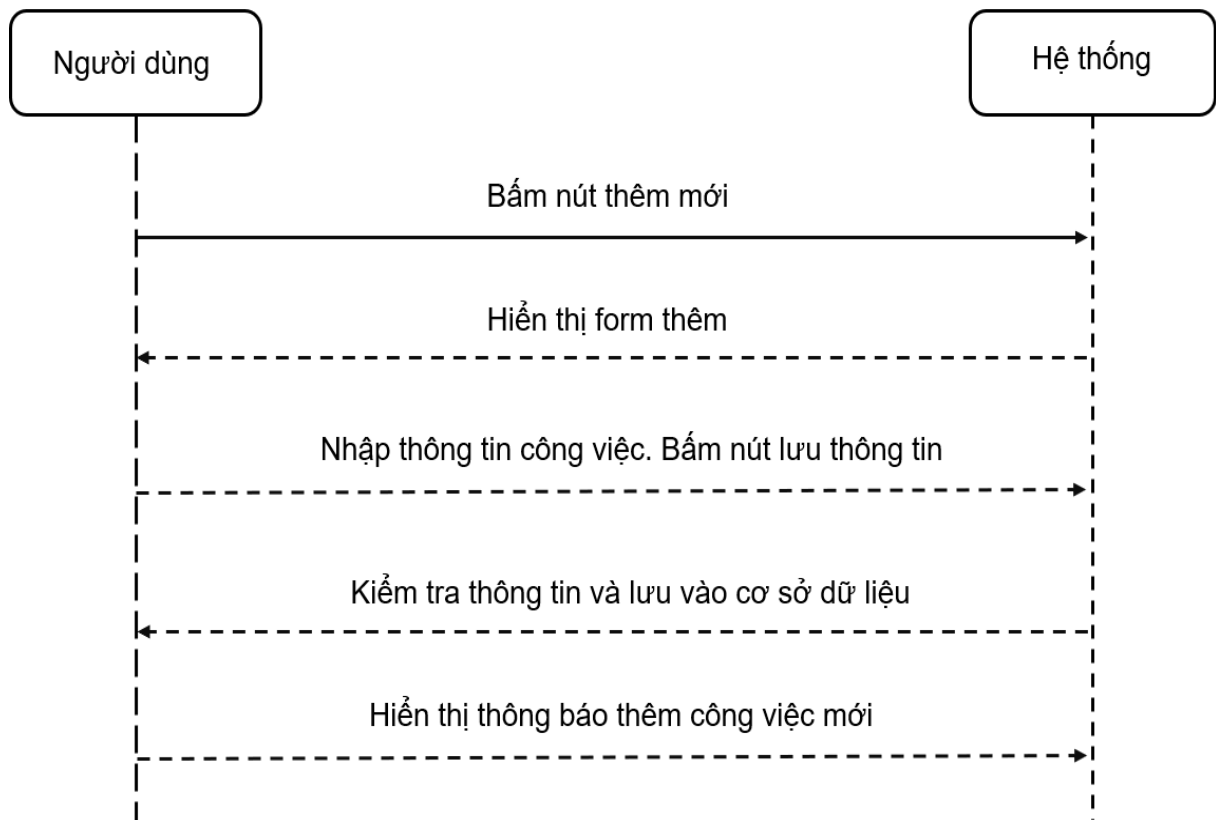 Người dùng
Hệ thống
Bấm nút thêm mới
Hiển thị form thêm
Nhập thông tin công việc. Bấm nút lưu thông tin
Kiểm tra thông tin và lưu vào cơ sở dữ liệu
Hiển thị thông báo thêm công việc mới